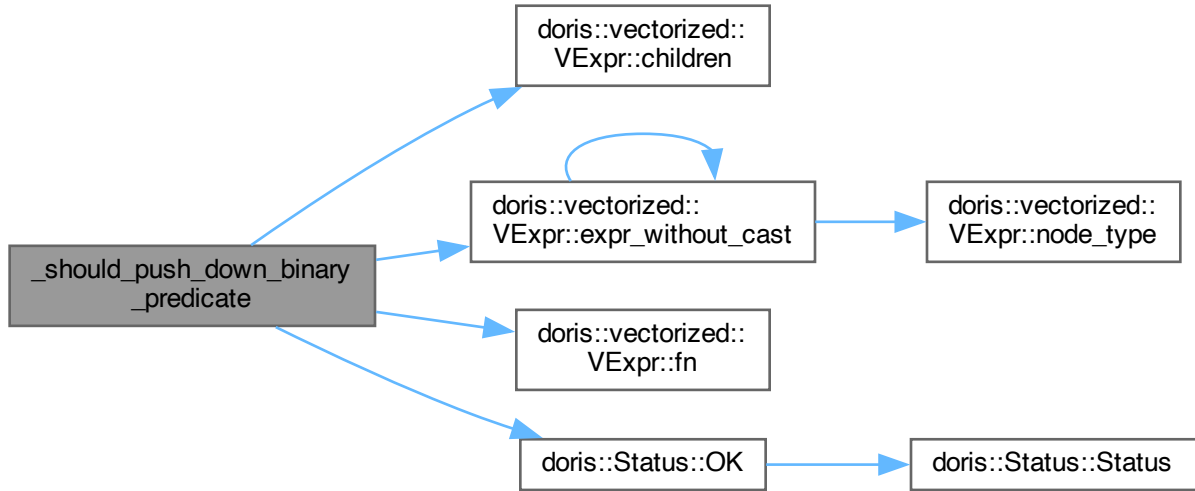 doris::vectorized::
VExpr::children
doris::vectorized::
VExpr::expr_without_cast
doris::vectorized::
VExpr::node_type
_should_push_down_binary
_predicate
doris::vectorized::
VExpr::fn
doris::Status::OK
doris::Status::Status